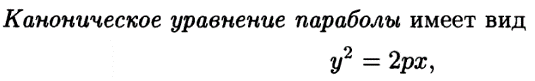 Каноническое уравнение параболы имеет вид
y² = 2px,